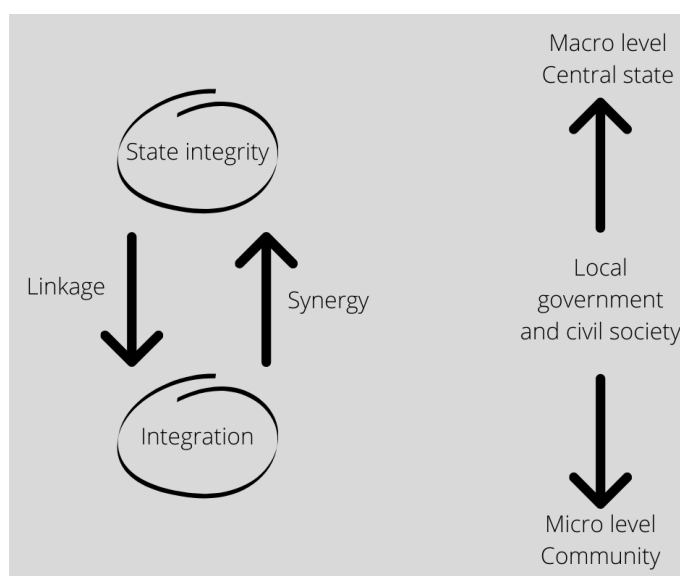 State integrity
Linkage
Synergy
Integration
Macro level
Central state
Local
government
and civil society
Micro level
Community